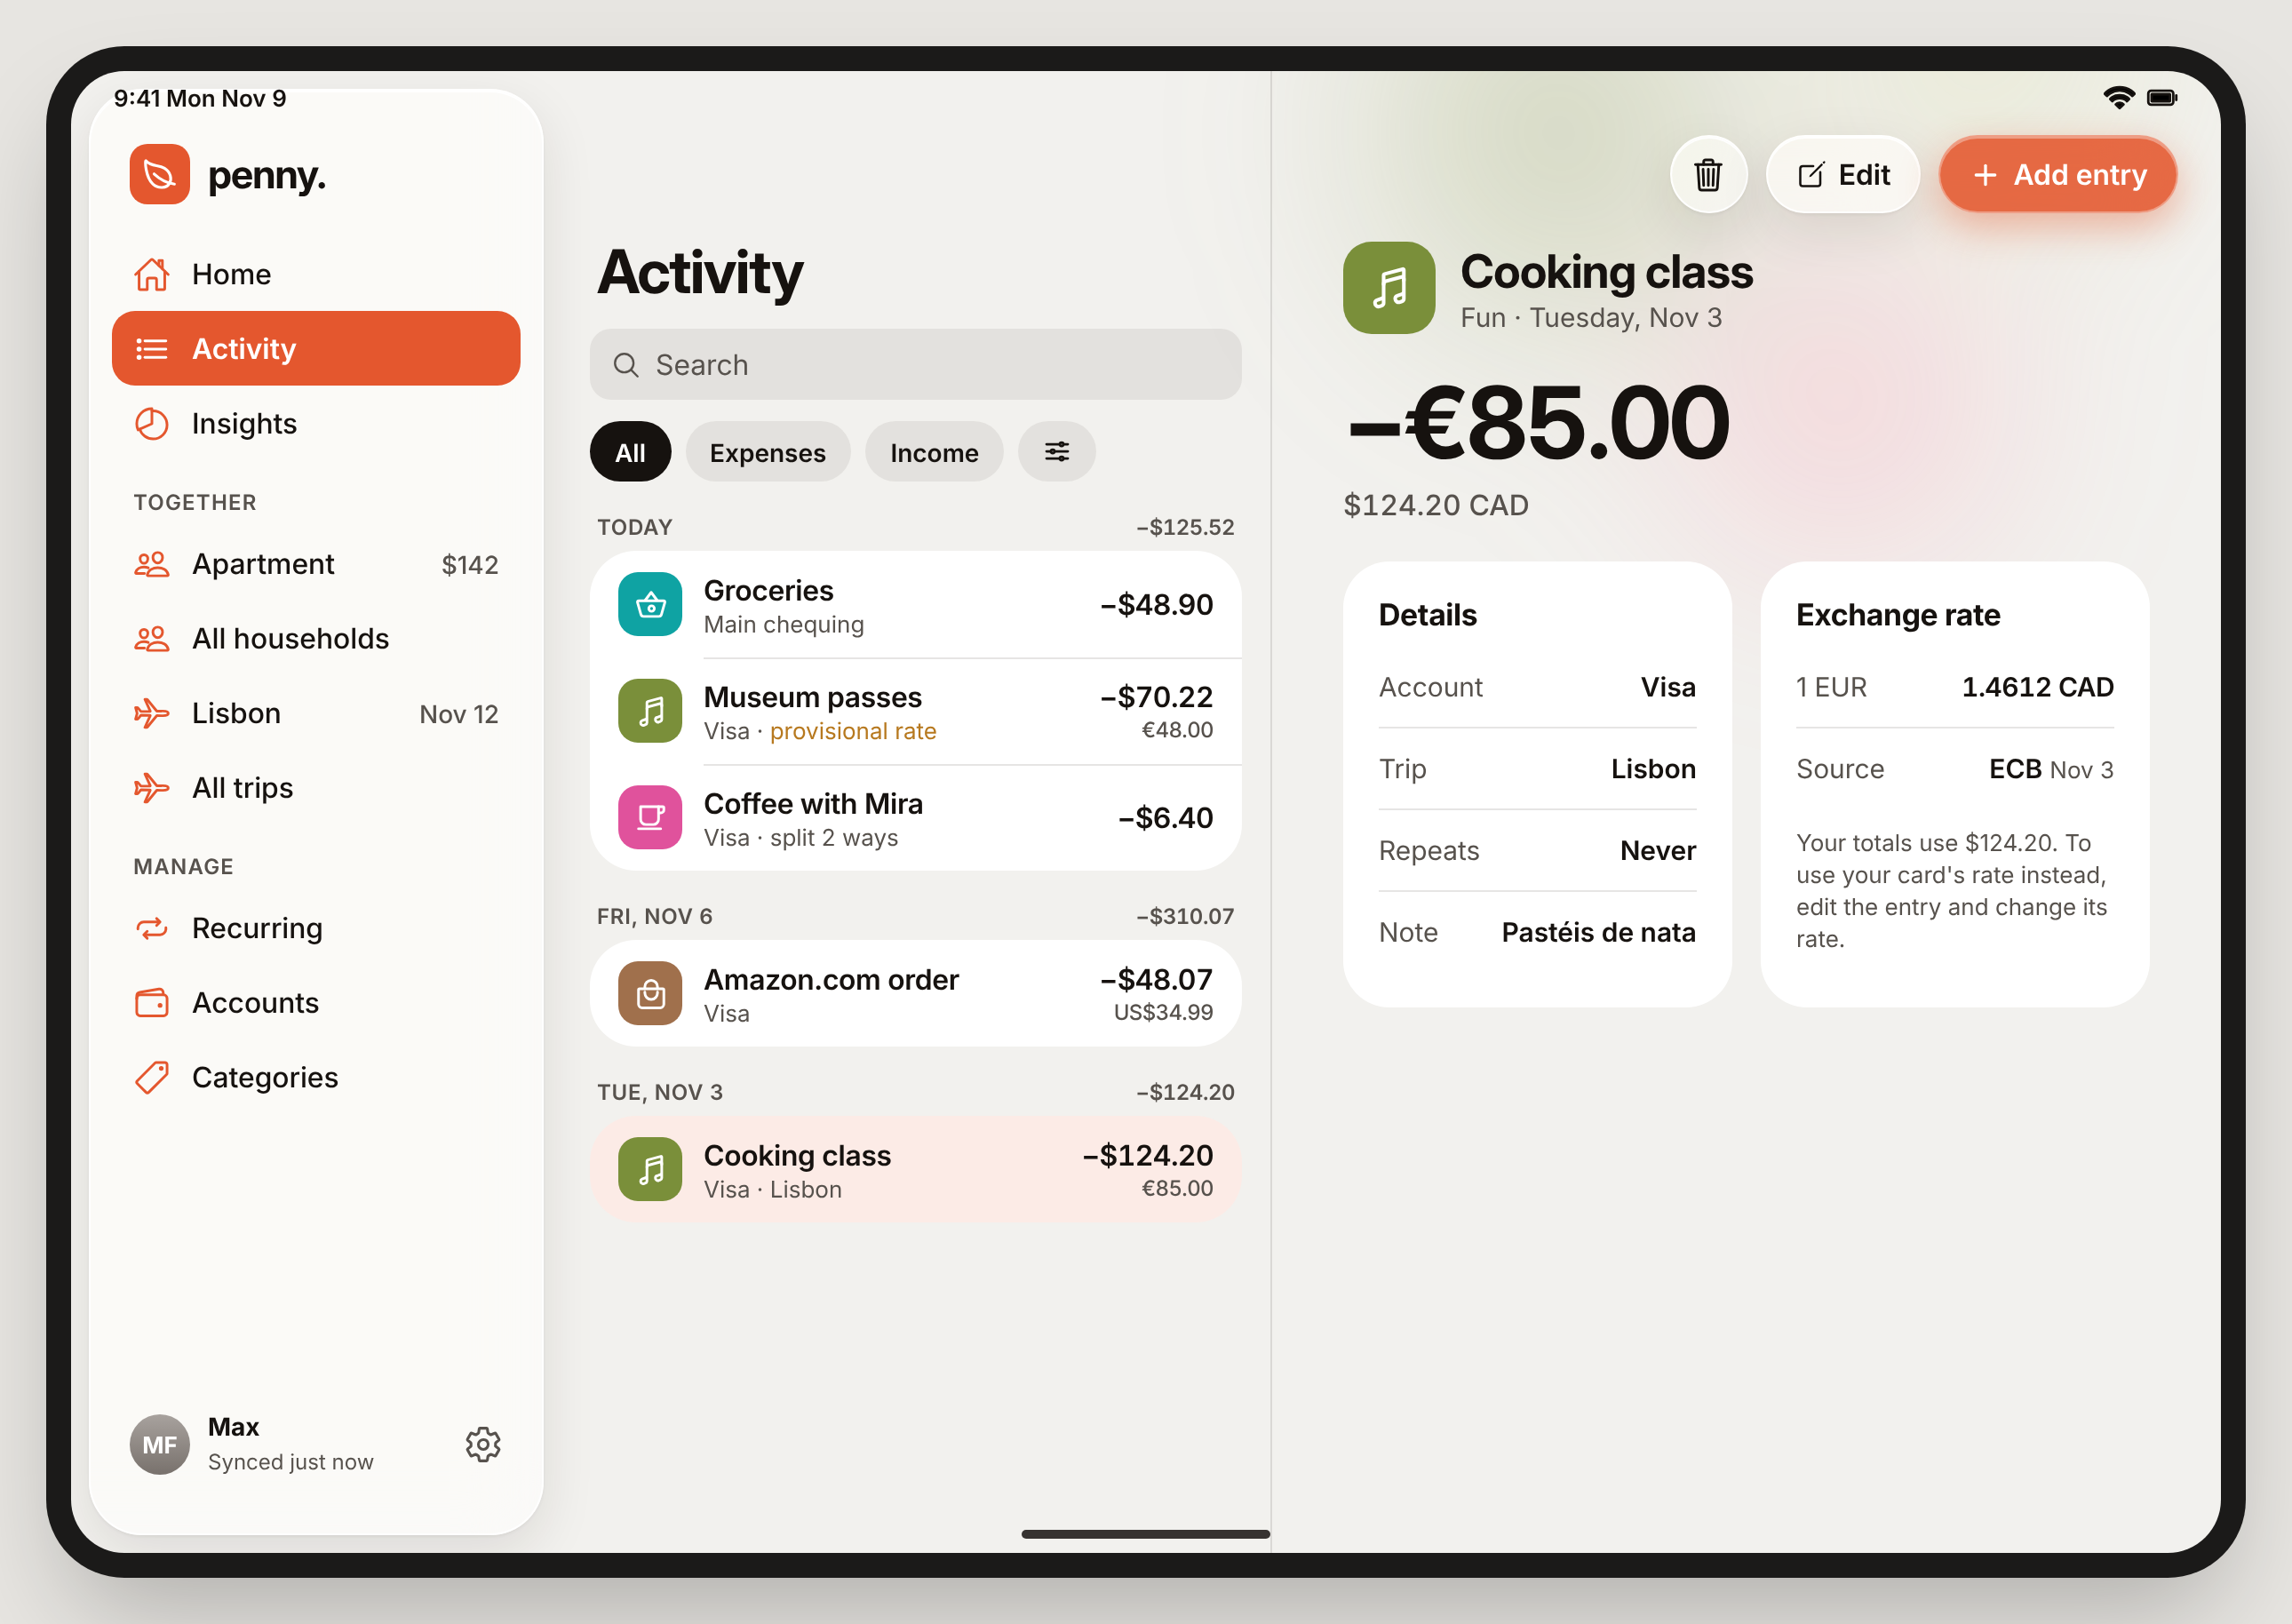 9:41 Mon Nov 9
penny.
Home
Activity
Insights
TOGETHER
Apartment $142
All households
Lisbon Nov 12
All trips
MANAGE
Recurring
Accounts
Categories
MF
Max
Synced just now
Activity
Search
All Expenses Income
TODAY −$125.52
Groceries −$48.90
Main chequing
Museum passes −$70.22
Visa · provisional rate €48.00
Coffee with Mira −$6.40
Visa · split 2 ways
FRI, NOV 6 −$310.07
Amazon.com order −$48.07
Visa US$34.99
TUE, NOV 3 −$124.20
Cooking class −$124.20
Visa · Lisbon €85.00
Edit
Add entry
Cooking class
Fun · Tuesday, Nov 3
−€85.00
$124.20 CAD
Details
Account Visa
Trip Lisbon
Repeats Never
Note Pastéis de nata
Exchange rate
1 EUR 1.4612 CAD
Source ECB Nov 3
Your totals use $124.20. To
use your card's rate instead,
edit the entry and change its
rate.